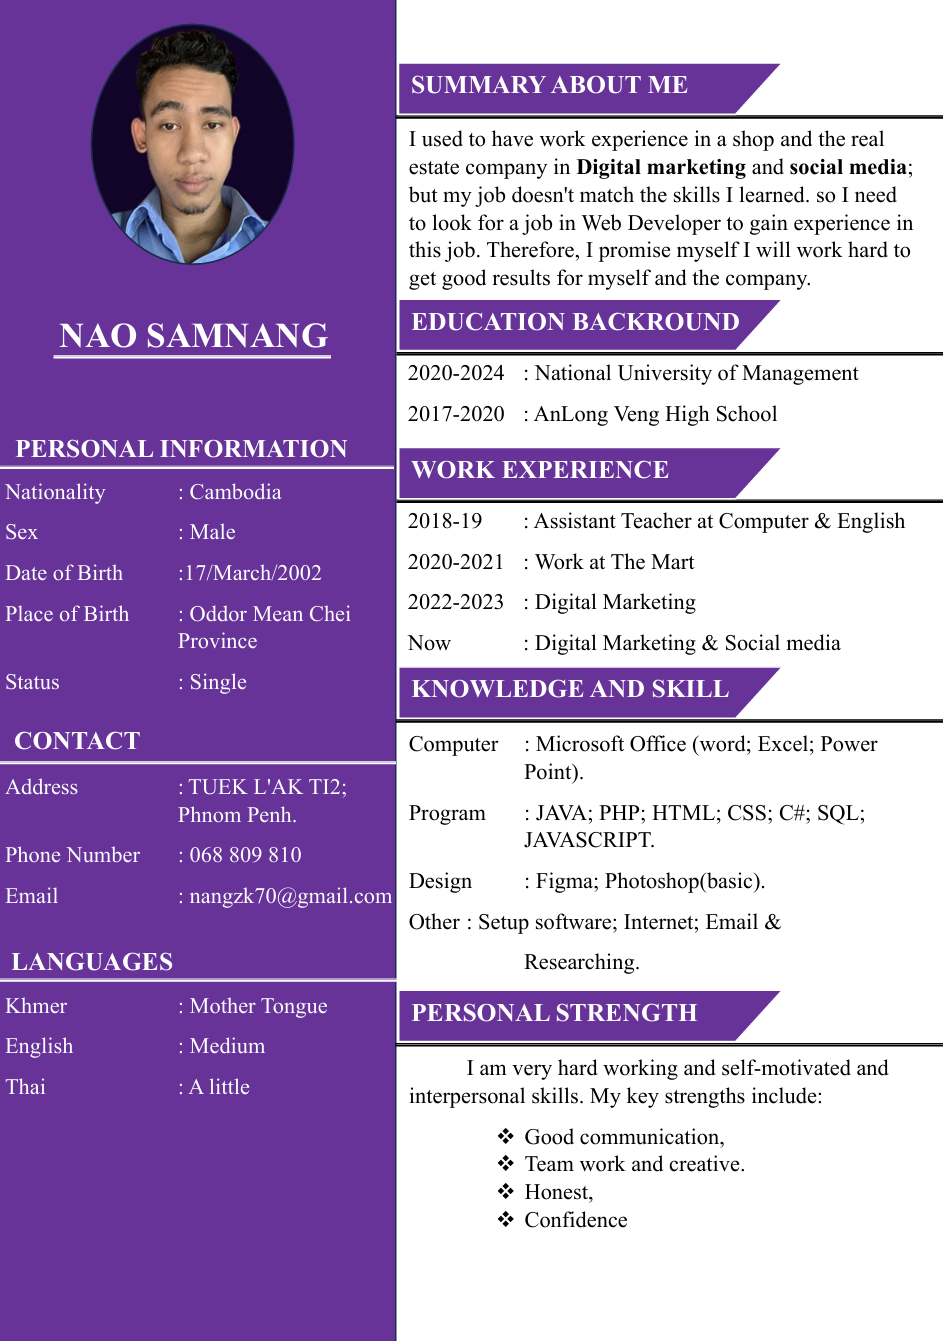 NAO SAMNANG
PERSONAL INFORMATION
Nationality : Cambodia
Sex : Male
Date of Birth :17/March/2002
Place of Birth : Oddor Mean Chei
Province
Status : Single
CONTACT
Address : TUEK L'AK TI2;
Phnom Penh.
Phone Number : 068 809 810
Email : nangzk70@gmail.com
LANGUAGES
Khmer : Mother Tongue
English : Medium
Thai : A little
SUMMARY ABOUT ME
I used to have work experience in a shop and the real
estate company in Digital marketing and social media;
but my job doesn't match the skills I learned. so I need
to look for a job in Web Developer to gain experience in
this job. Therefore, I promise myself I will work hard to
get good results for myself and the company.
EDUCATION BACKROUND
2020-2024 : National University of Management
2017-2020 : AnLong Veng High School
WORK EXPERIENCE
2018-19 : Assistant Teacher at Computer & English
2020-2021 : Work at The Mart
2022-2023 : Digital Marketing
Now : Digital Marketing & Social media
KNOWLEDGE AND SKILL
Computer : Microsoft Office (word; Excel; Power
Point).
Program : JAVA; PHP; HTML; CSS; C#; SQL;
JAVASCRIPT.
Design : Figma; Photoshop(basic).
Other : Setup software; Internet; Email &
Researching.
PERSONAL STRENGTH
I am very hard working and self-motivated and
interpersonal skills. My key strengths include:
❖ Good communication,
❖ Team work and creative.
❖ Honest,
❖ Confidence